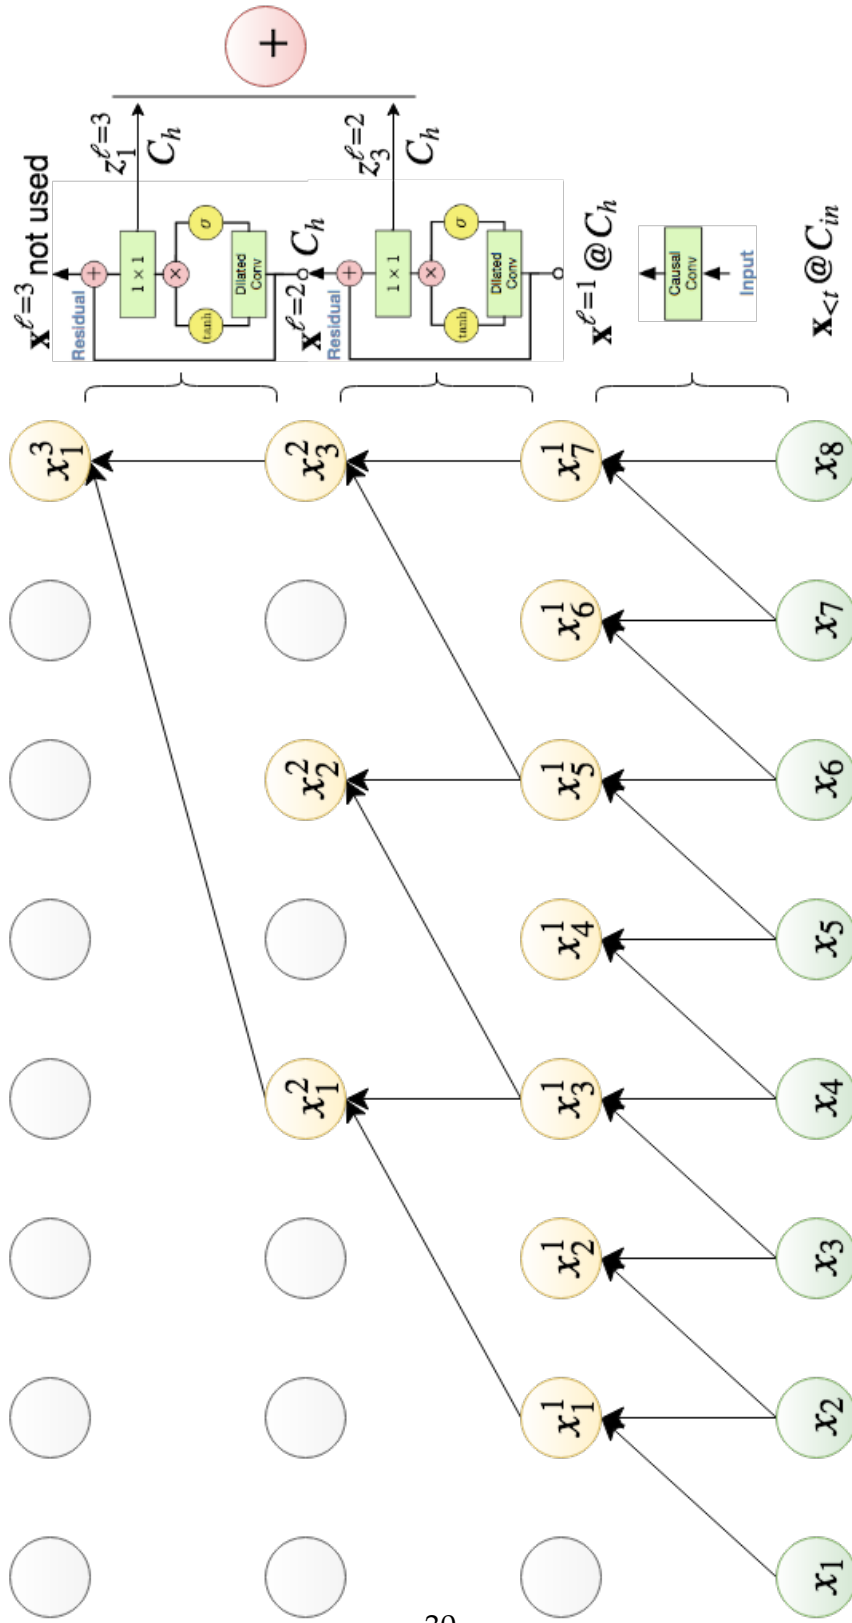 x_1^3
x^{ℓ=3} not used
Residual
1 × 1
z_1^{ℓ=3}
C_h
+
×
tanh
σ
Dilated
Conv
x_1^2
x_2^2
x_3^2
x^{ℓ=2}
C_h
Residual
+
1 × 1
z_3^{ℓ=2}
C_h
+
×
tanh
σ
Dilated
Conv
x_1^1
x_2^1
x_3^1
x_4^1
x_5^1
x_6^1
x_7^1
x^{ℓ=1} @ C_h
Causal
Conv
Input
x_1
x_2
x_3
x_4
x_5
x_6
x_7
x_8
x_{<t} @ C_{in}